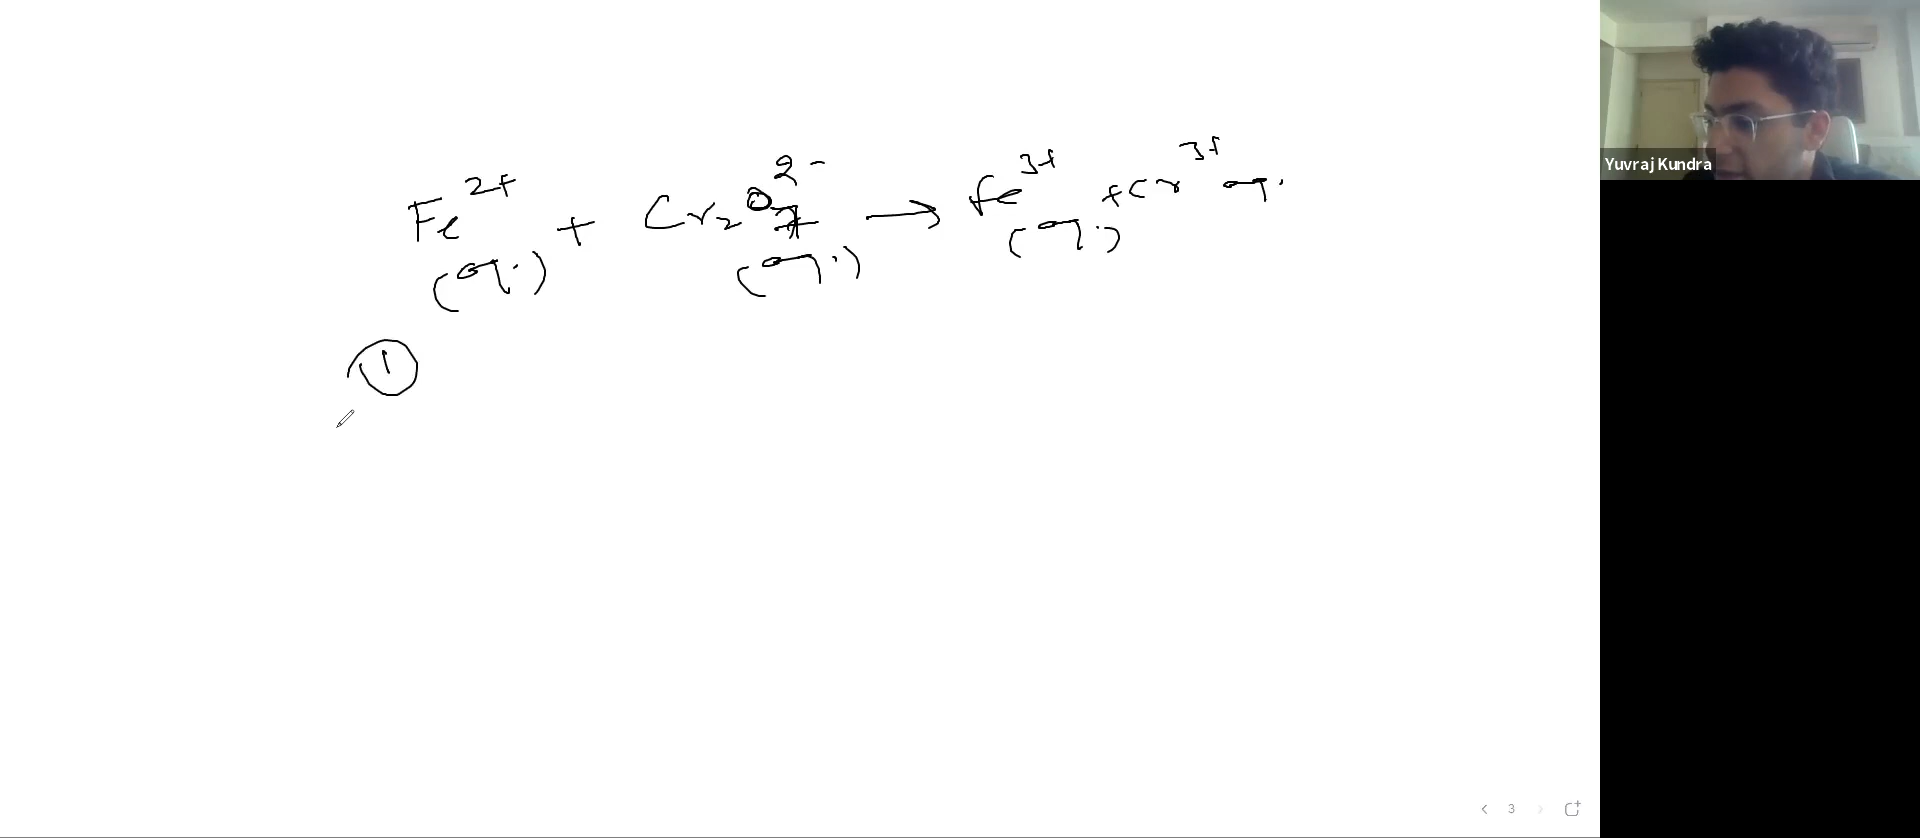 Fe²⁺ (aq.) + Cr₂O₇²⁻ (aq.) → Fe³⁺ (aq.) + Cr³⁺ aq.
①
Yuvraj Kundra
3